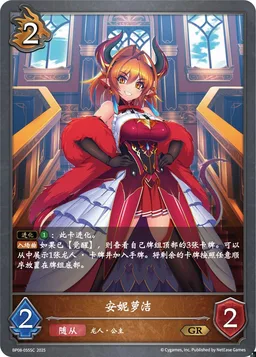 2
进化 1 ：此卡进化。
入场曲 如果已【觉醒】，则查看自己牌组顶部的3张卡牌。可以
从中展示1张龙人·卡牌并加入手牌。将剩余的卡牌按照任意顺
序放置在牌组底部。
安妮萝洁
2
随从
龙人·公主
GR
2
BP08-035SC 2025
© Cygames, Inc. Published by NetEase Games